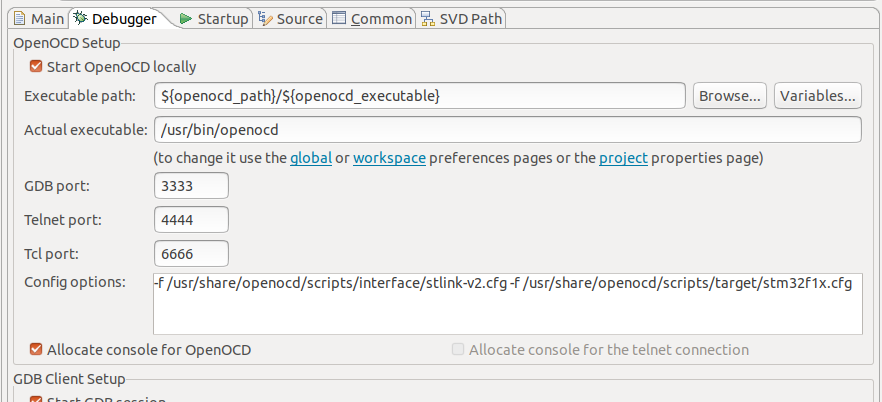 Main Debugger Startup Source Common SVD Path
OpenOCD Setup
Start OpenOCD locally
Executable path: ${openocd_path}/${openocd_executable} Browse... Variables...
Actual executable: /usr/bin/openocd
(to change it use the global or workspace preferences pages or the project properties page)
GDB port: 3333
Telnet port: 4444
Tcl port: 6666
Config options: -f /usr/share/openocd/scripts/interface/stlink-v2.cfg -f /usr/share/openocd/scripts/target/stm32f1x.cfg
Allocate console for OpenOCD Allocate console for the telnet connection
GDB Client Setup
Start GDB session